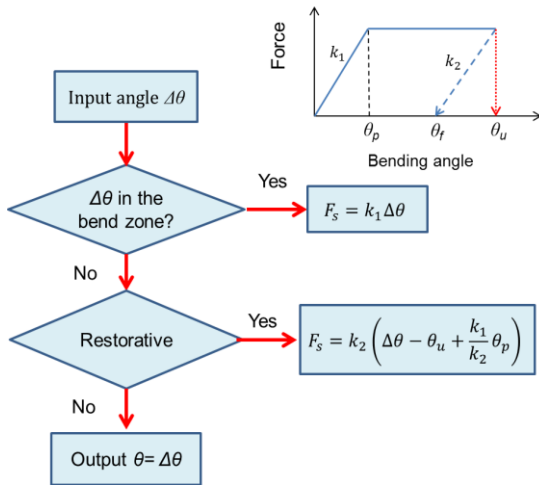 Force
k₁
k₂
θₚ
θ_f
θᵤ
Bending angle
Input angle Δθ
Δθ in the
bend zone?
Yes
Fₛ = k₁Δθ
No
Restorative
Yes
Fₛ = k₂ (Δθ − θᵤ + k₁/k₂ θₚ)
No
Output θ= Δθ